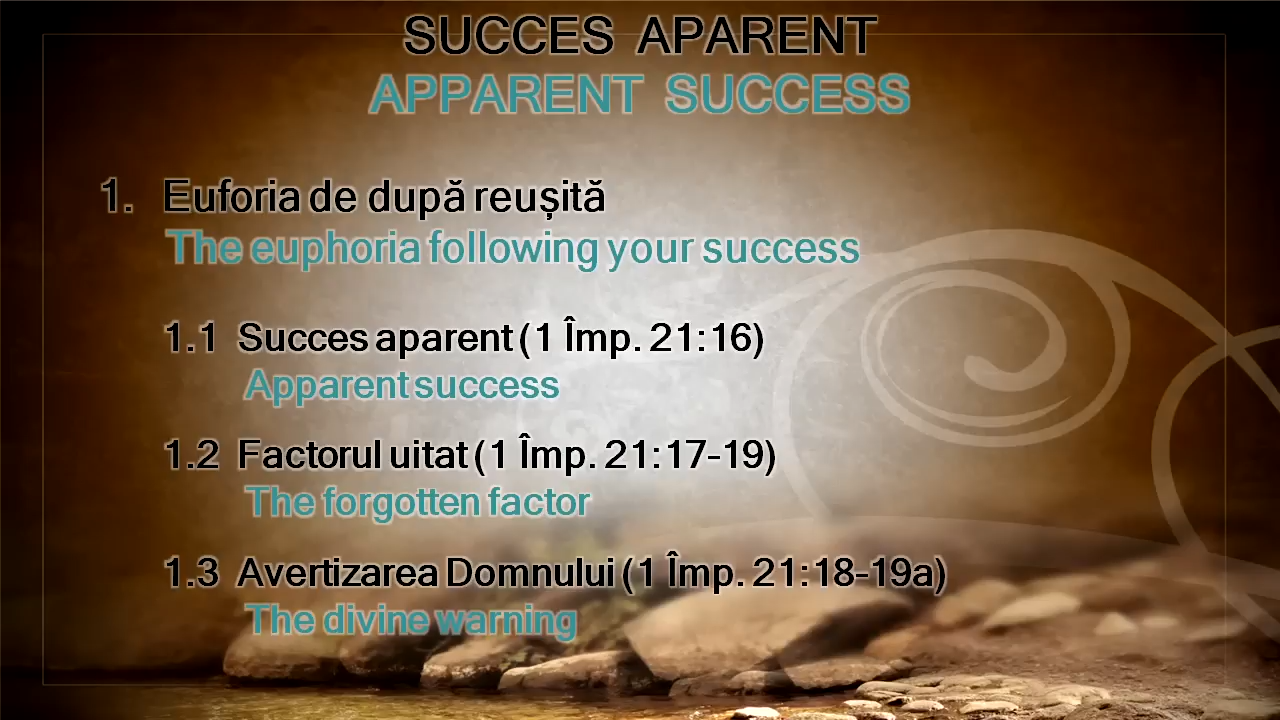 SUCCES APARENT
APPARENT SUCCESS
1. Euforia de după reușită
The euphoria following your success
1.1 Succes aparent (1 Împ. 21:16)
Apparent success
1.2 Factorul uitat (1 Împ. 21:17-19)
The forgotten factor
1.3 Avertizarea Domnului (1 Împ. 21:18-19a)
The divine warning